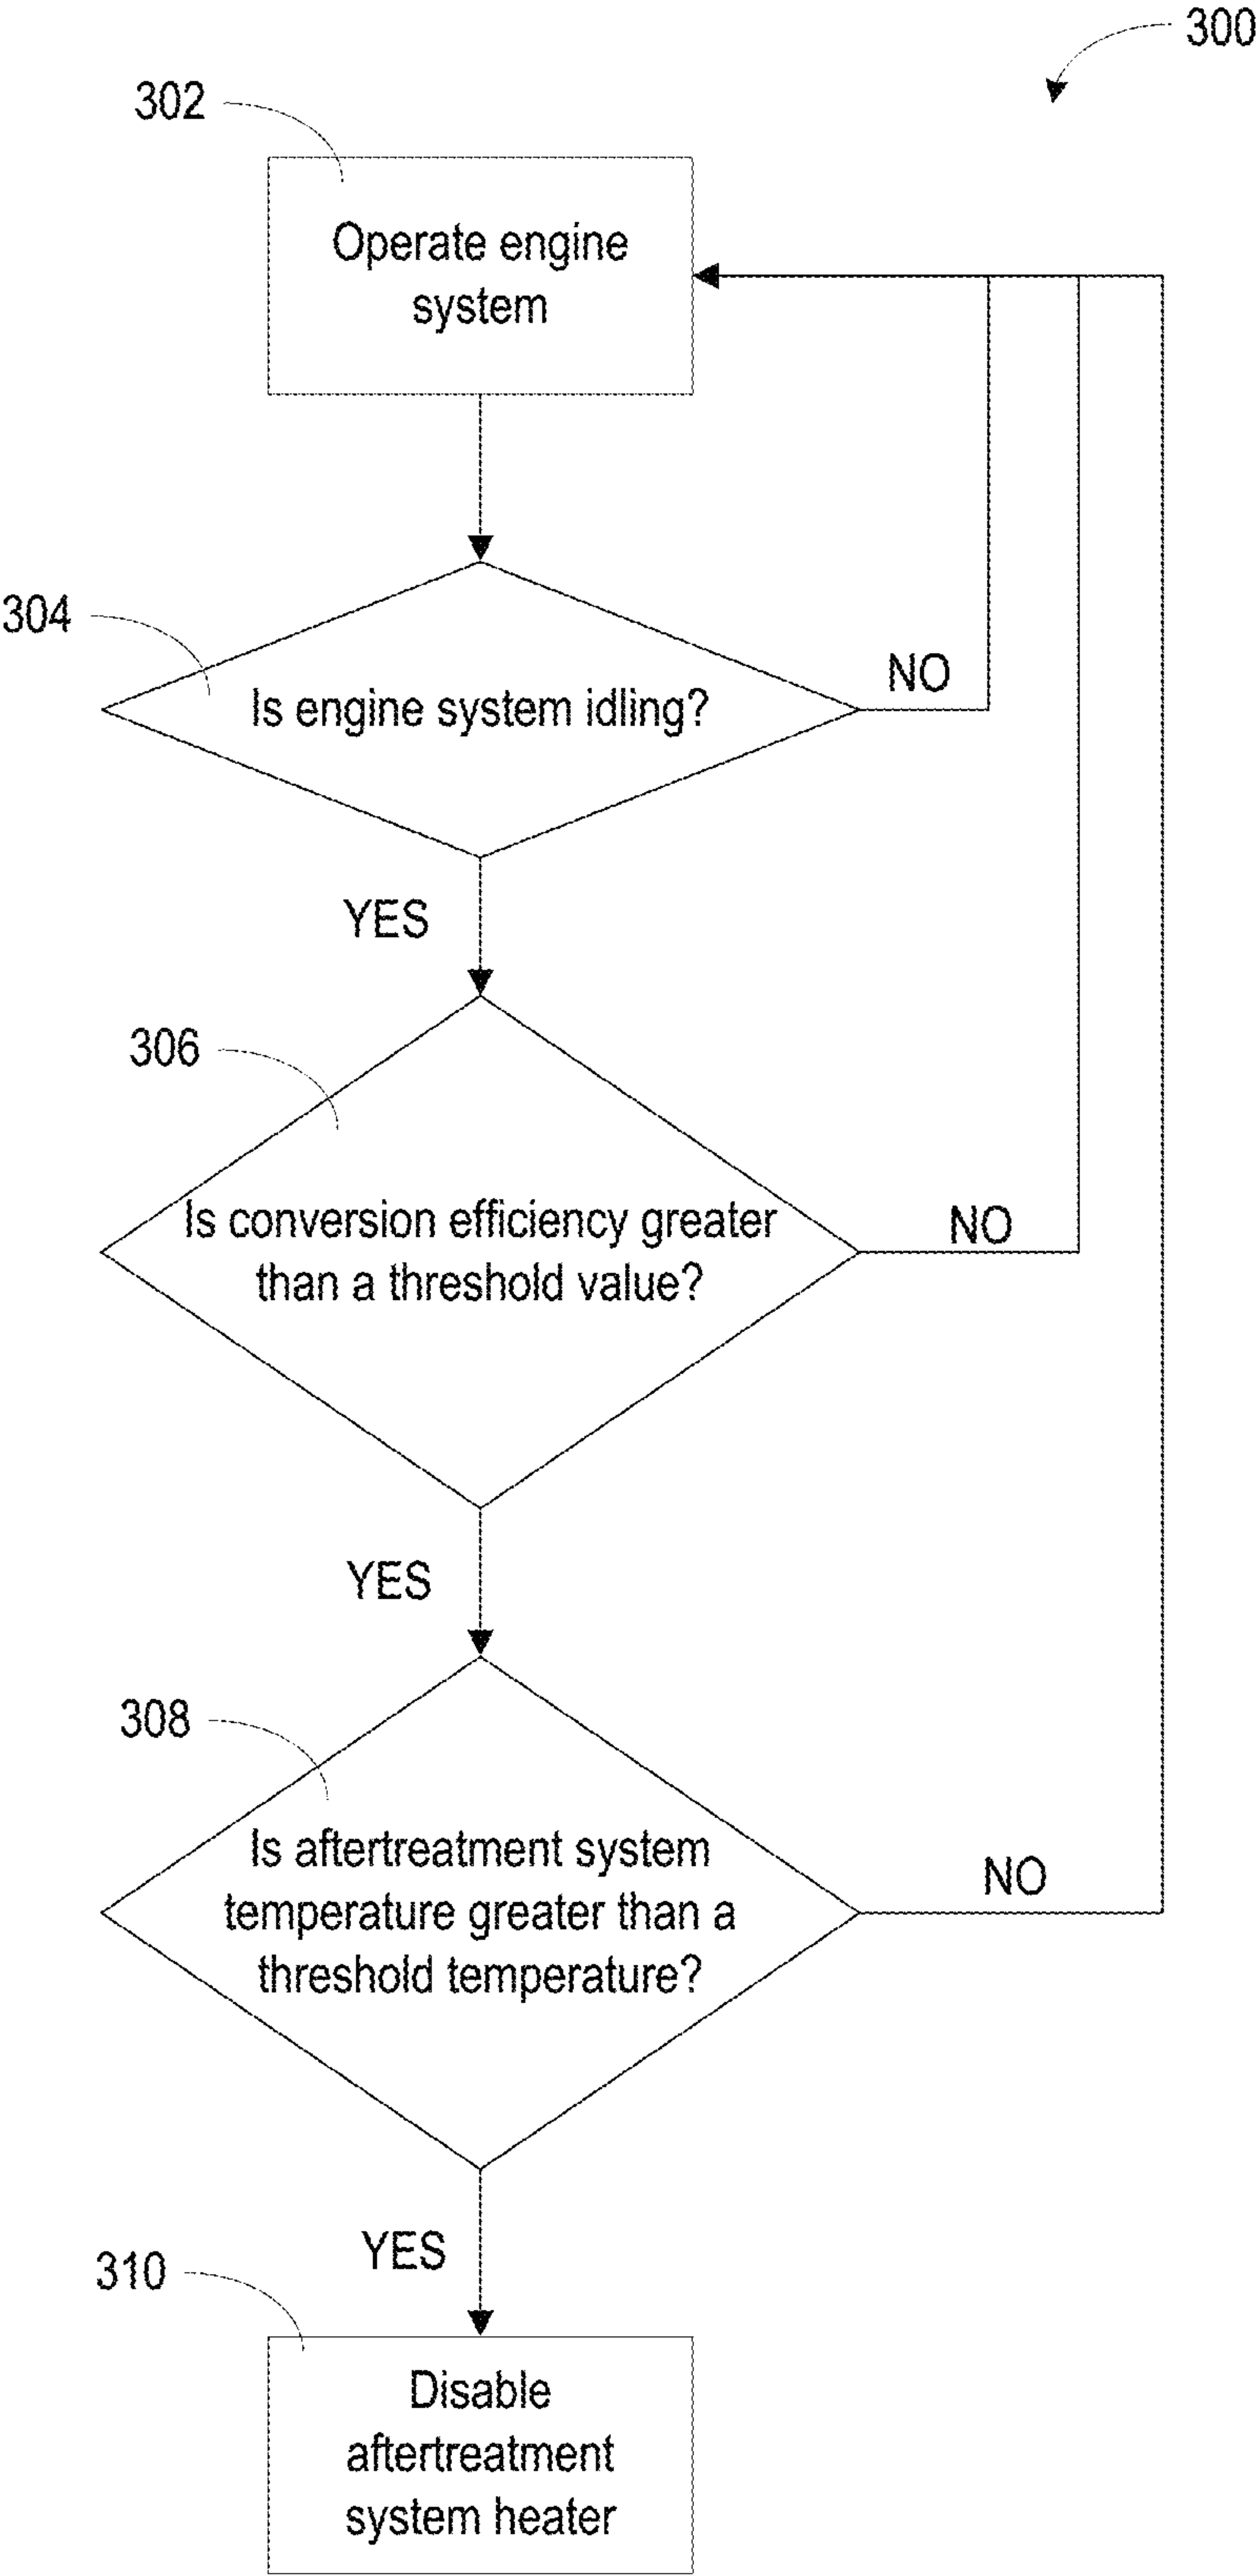 300
302
Operate engine
system
304
Is engine system idling?
NO
YES
306
Is conversion efficiency greater
than a threshold value?
NO
YES
308
Is aftertreatment system
temperature greater than a
threshold temperature?
NO
YES
310
Disable
aftertreatment
system heater